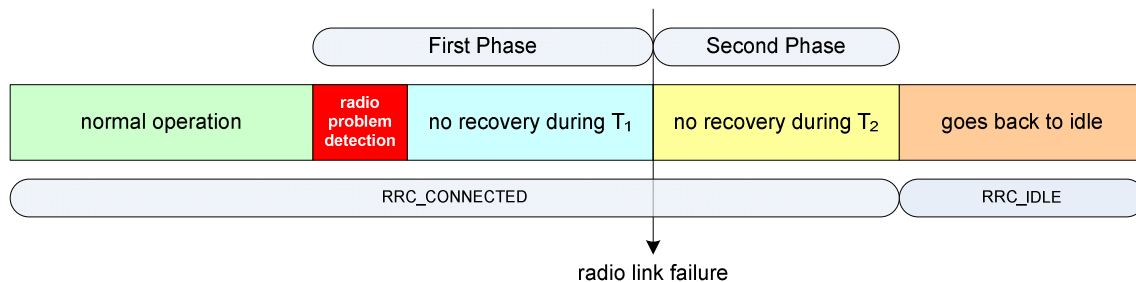 First Phase
Second Phase
normal operation
radio
problem
detection
no recovery during T₁
no recovery during T₂
goes back to idle
RRC_CONNECTED
RRC_IDLE
radio link failure